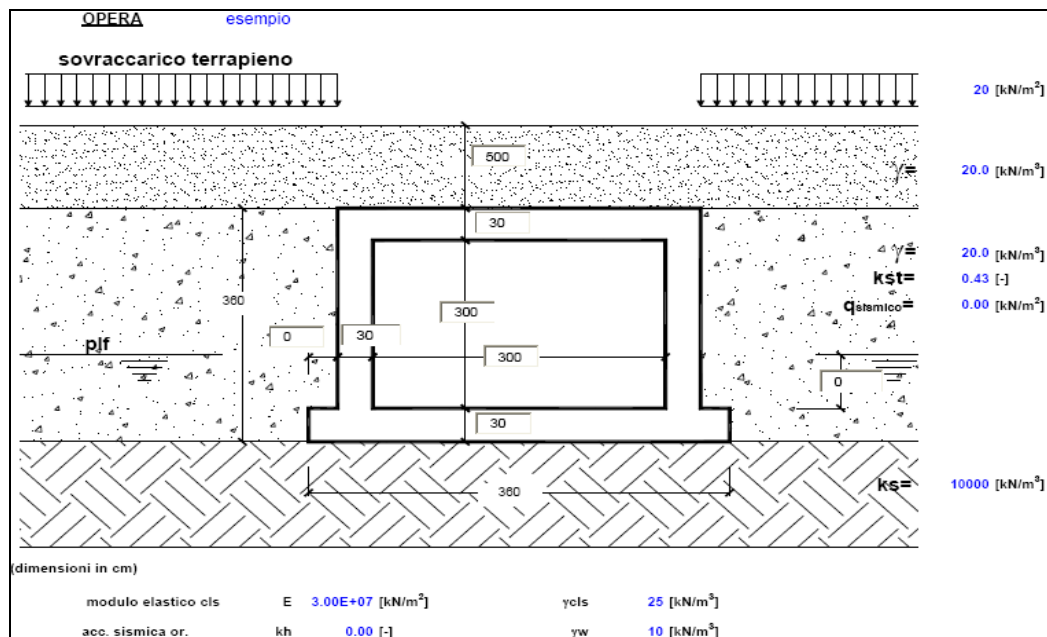 OPERA esempio
sovraccarico terrapieno
20 [kN/m²]
500
γ= 20.0 [kN/m³]
30
γ= 20.0 [kN/m³]
kst= 0.43 [-]
360
300
qsismico= 0.00 [kN/m²]
0 30
plf
300
0
30
360
ks= 10000 [kN/m³]
(dimensioni in cm)
modulo elastico cls E 3.00E+07 [kN/m²] γcls 25 [kN/m³]
acc. sismica or. kh 0.00 [-] γw 10 [kN/m³]